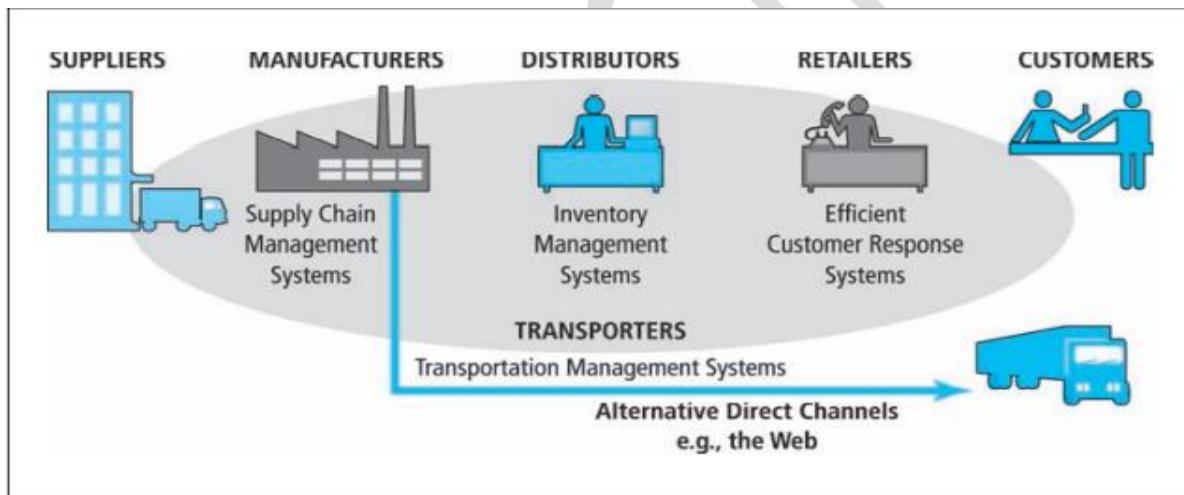 SUPPLIERS MANUFACTURERS DISTRIBUTORS RETAILERS CUSTOMERS
Supply Chain
Management
Systems
Inventory
Management
Systems
Efficient
Customer Response
Systems
TRANSPORTERS
Transportation Management Systems
Alternative Direct Channels
e.g., the Web